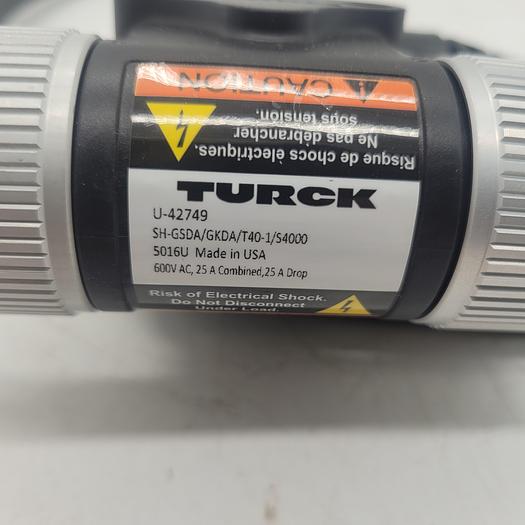 ⚠ CAUTION
Risque de chocs électriques.
Ne pas débrancher
sous tension.
TURCK
U-42749
SH-GSDA/GKDA/T40-1/S4000
5016U Made in USA
600V AC, 25 A Combined,25 A Drop
Risk of Electrical Shock.
Do Not Disconnect
Under Load.